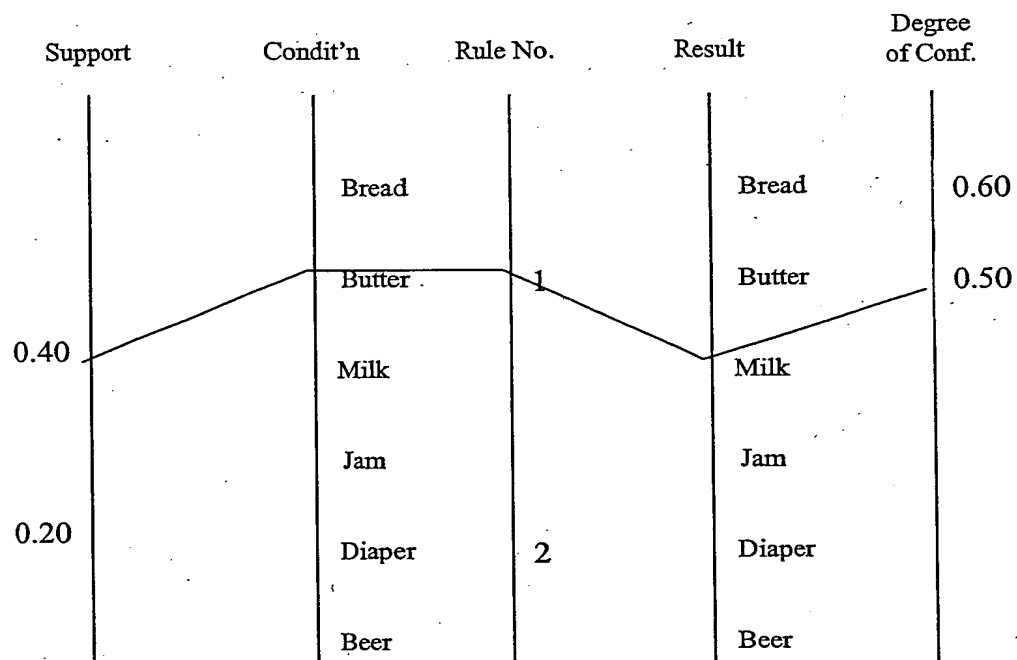 Support
Condit'n
Rule No.
Result
Degree
of Conf.
Bread
Bread
0.60
Butter
1
Butter
0.50
0.40
Milk
Milk
Jam
Jam
0.20
Diaper
2
Diaper
Beer
Beer